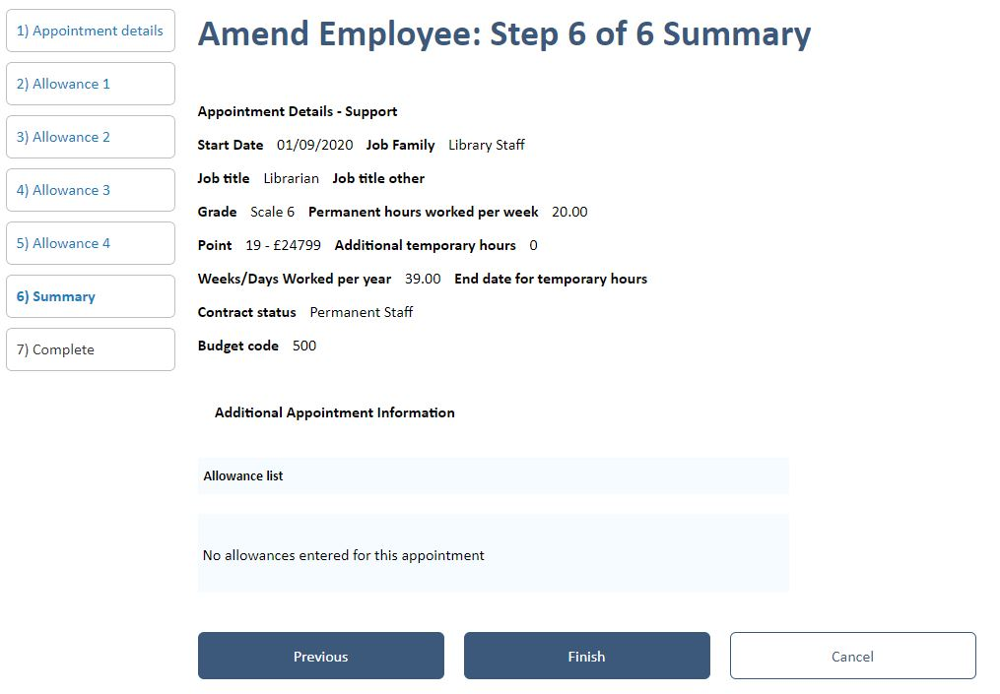 1) Appointment details
2) Allowance 1
3) Allowance 2
4) Allowance 3
5) Allowance 4
6) Summary
7) Complete
Amend Employee: Step 6 of 6 Summary
Appointment Details - Support
Start Date 01/09/2020 Job Family Library Staff
Job title Librarian Job title other
Grade Scale 6 Permanent hours worked per week 20.00
Point 19 - £24799 Additional temporary hours 0
Weeks/Days Worked per year 39.00 End date for temporary hours
Contract status Permanent Staff
Budget code 500
Additional Appointment Information
Allowance list
No allowances entered for this appointment
Previous Finish Cancel